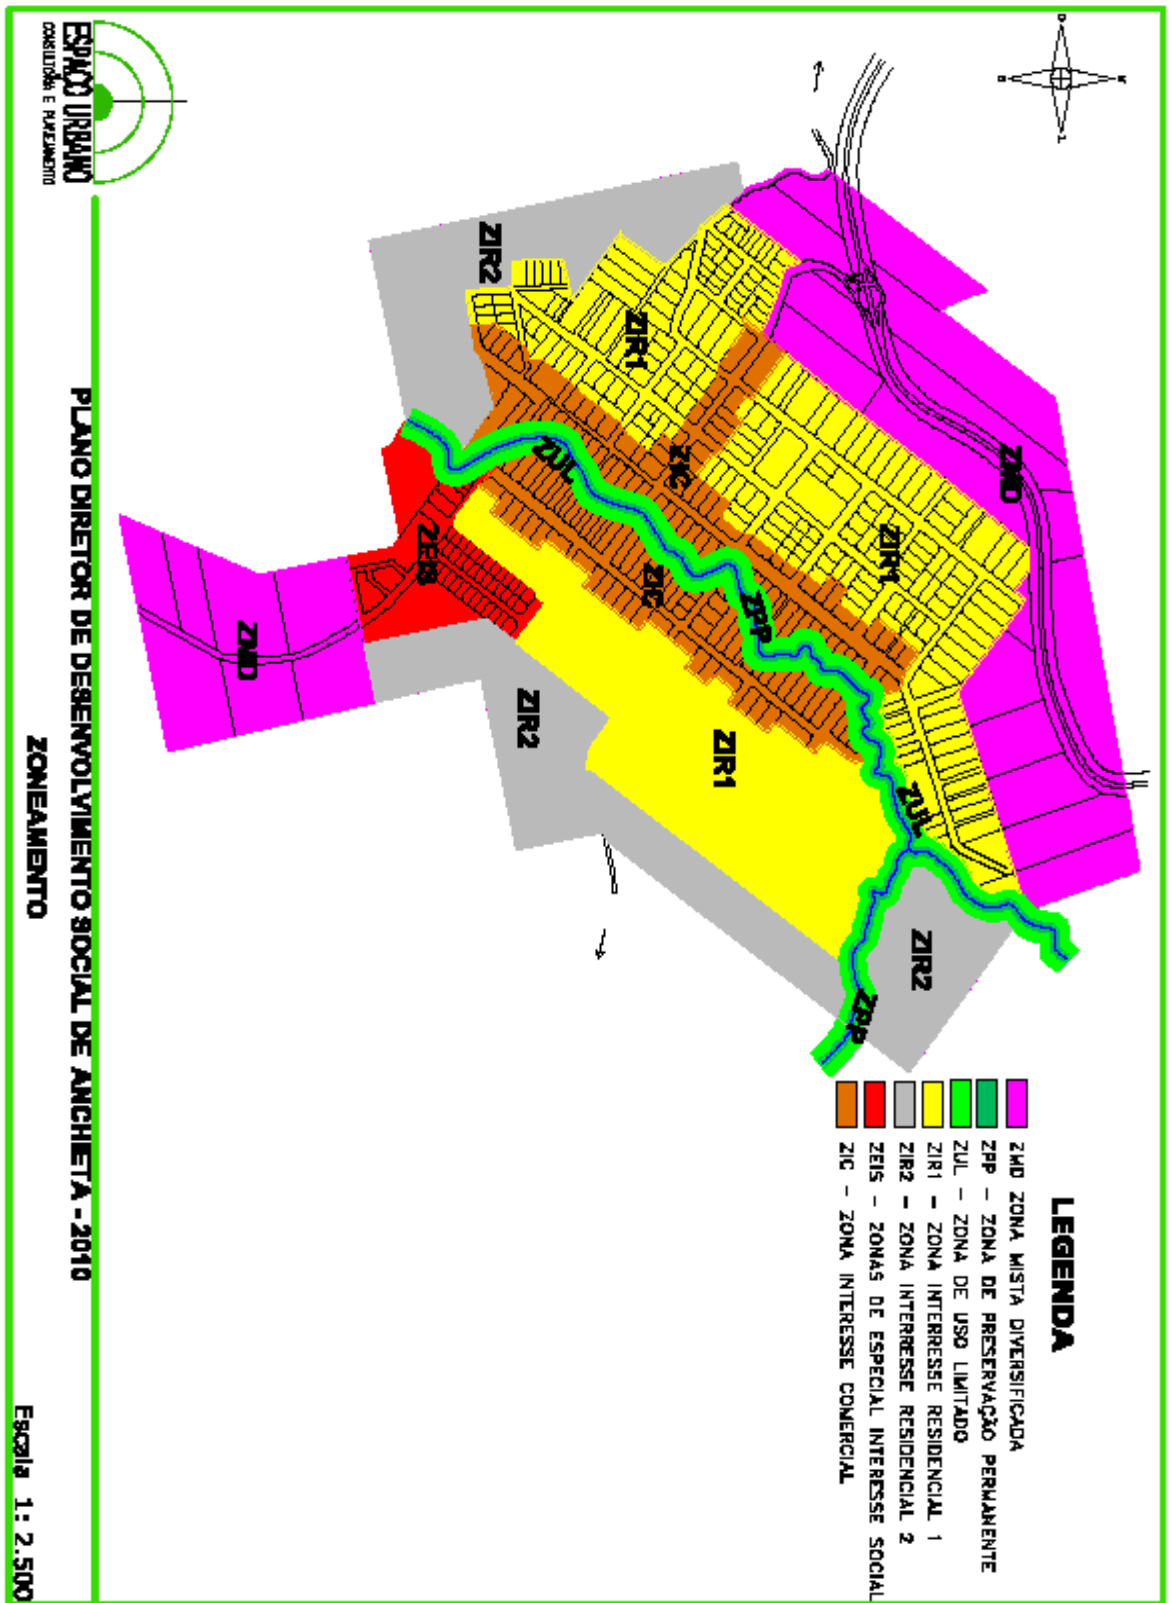 ZMD
ZIR1
ZIR2
ZIR1
ZIC
ZUL
ZIC
ZPP
ZUL
ZIR2
ZPP
ZEIS
ZIR1
ZIR2
ZMD
LEGENDA
ZMD ZONA MISTA DIVERSIFICADA
ZPP - ZONA DE PRESERVAÇÃO PERMANENTE
ZUL - ZONA DE USO LIMITADO
ZIR1 - ZONA INTERRESSE RESIDENCIAL 1
ZIR2 - ZONA INTERRESSE RESIDENCIAL 2
ZEIS - ZONAS DE ESPECIAL INTERESSE SOCIAL
ZIC - ZONA INTERESSE COMERCIAL
ESPAÇO URBANO
CONSULTORIA E PLANEJAMENTO
PLANO DIRETOR DE DESENVOLVIMENTO SOCIAL DE ANCHIETA - 2010
ZONEAMENTO
Escala 1: 2.500